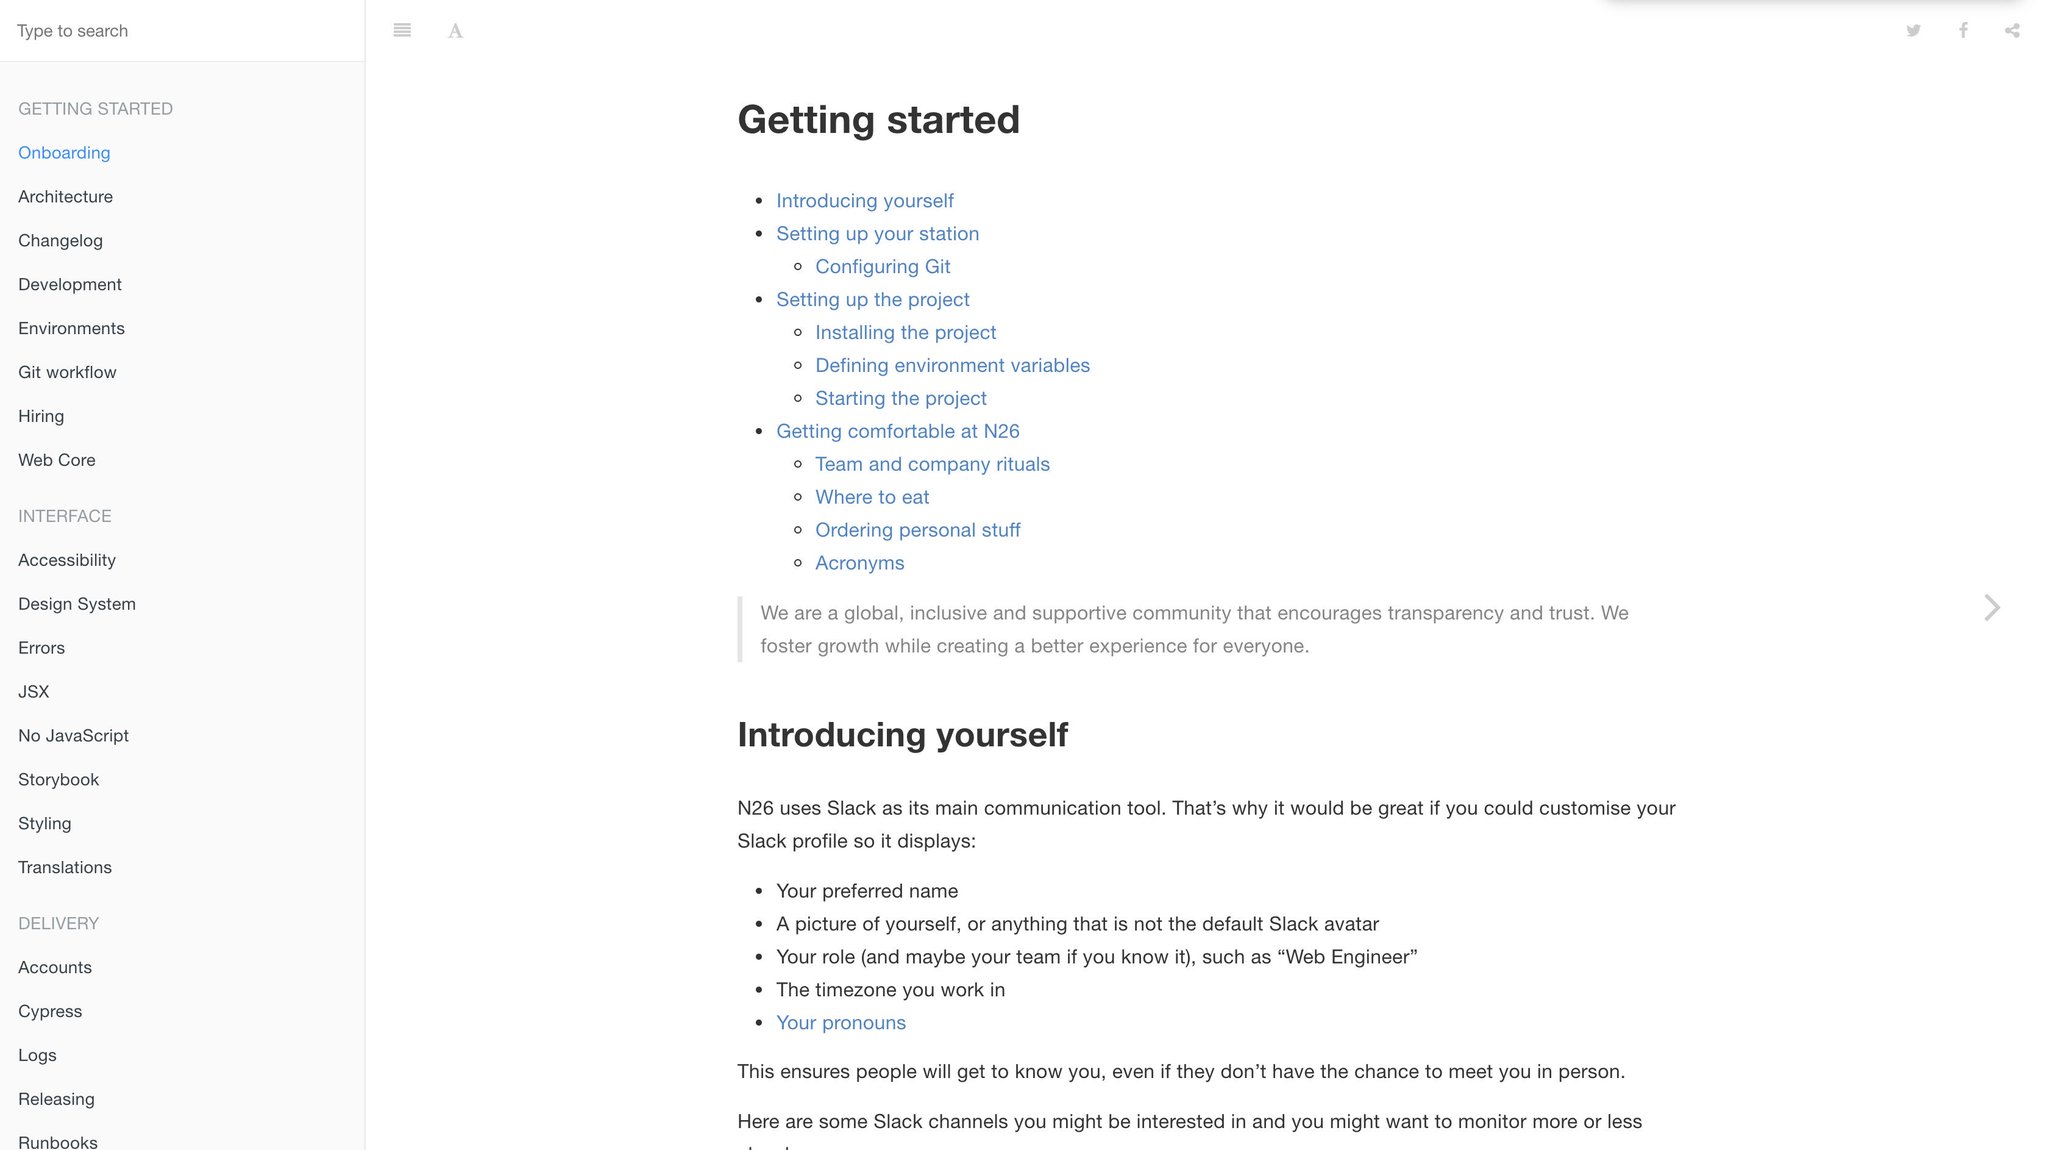 Type to search
GETTING STARTED
Onboarding
Architecture
Changelog
Development
Environments
Git workflow
Hiring
Web Core
INTERFACE
Accessibility
Design System
Errors
JSX
No JavaScript
Storybook
Styling
Translations
DELIVERY
Accounts
Cypress
Logs
Releasing
Runbooks
A
Getting started
Introducing yourself
Setting up your station
Configuring Git
Setting up the project
Installing the project
Defining environment variables
Starting the project
Getting comfortable at N26
Team and company rituals
Where to eat
Ordering personal stuff
Acronyms
We are a global, inclusive and supportive community that encourages transparency and trust. We
foster growth while creating a better experience for everyone.
Introducing yourself
N26 uses Slack as its main communication tool. That’s why it would be great if you could customise your
Slack profile so it displays:
Your preferred name
A picture of yourself, or anything that is not the default Slack avatar
Your role (and maybe your team if you know it), such as “Web Engineer”
The timezone you work in
Your pronouns
This ensures people will get to know you, even if they don’t have the chance to meet you in person.
Here are some Slack channels you might be interested in and you might want to monitor more or less